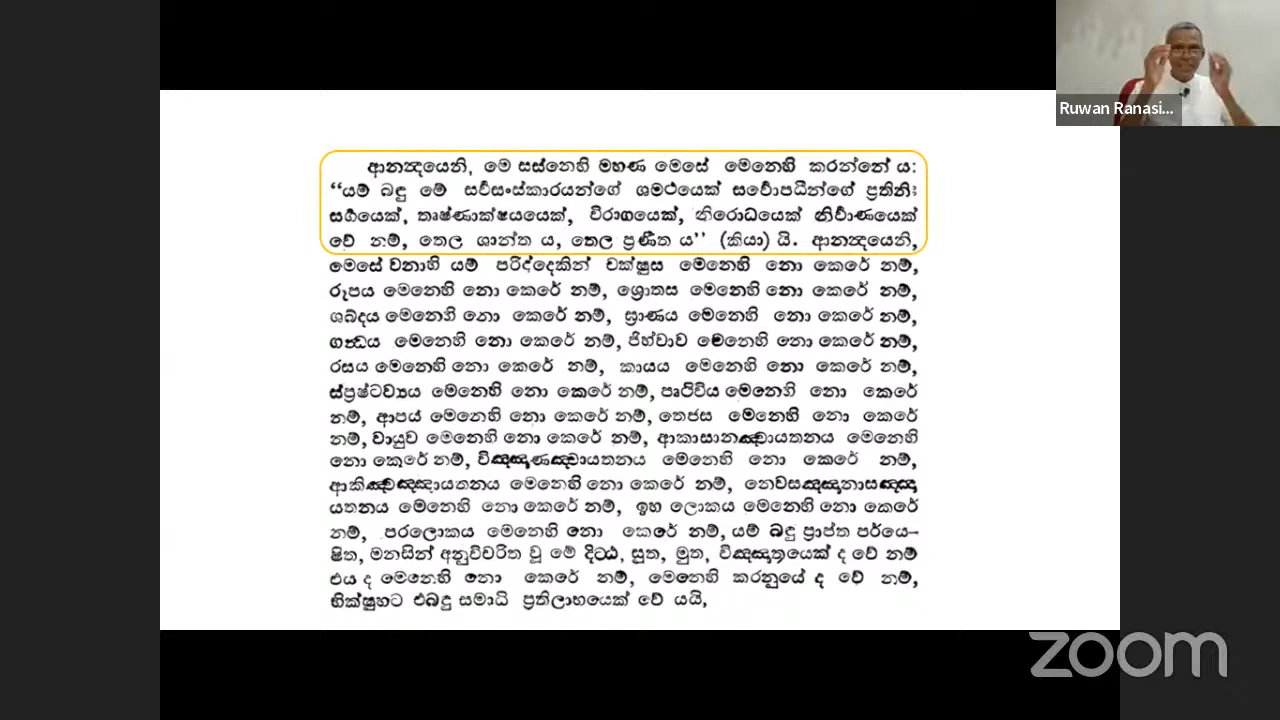 Ruwan Ranasi...
ආනන්‍දයෙනි, මෙ සස්නෙහි මහණ මෙසේ මෙනෙහි කරන්නේ ය:
“යම් බඳු මේ සර්‍වසංස්කාරයන්ගේ ශමථයෙක් සර්‍වොපධීන්ගේ ප්‍රතිනිඃ
සර්‍ගයෙක්, තෘෂ්ණාක්ෂයයෙක්, විරාගයෙක්, නිරොධයෙක් නිර්‍වාණයෙක්
වේ නම්, තෙල ශාන්ත ය, තෙල ප්‍රණීත ය’’ (කියා) යි. ආනන්‍දයෙනි,
මෙසේ වනාහි යම් පරිද්දෙකින් චක්ෂුස මෙනෙහි නො කෙරේ නම්,
රූපය මෙනෙහි නො කෙරේ නම්, ශ්‍රොතස මෙනෙහි නො කෙරේ නම්,
ශබ්දය මෙනෙහි නො කෙරේ නම්, ඝ්‍රාණය මෙනෙහි නො කෙරේ නම්,
ගන්‍ධය මෙනෙහි නො කෙරේ නම්, ජිහ්වාව මෙනෙහි නො කෙරේ නම්,
රසය මෙනෙහි නො කෙරේ නම්, කායය මෙනෙහි නො කෙරේ නම්,
ස්ප්‍රෂ්ටව්‍යය මෙනෙහි නො කෙරේ නම්, පෘථිවිය මෙනෙහි නො කෙරේ
නම්, ආපය මෙනෙහි නො කෙරේ නම්, තෙජස මෙනෙහි නො කෙරේ
නම්, වායුව මෙනෙහි නො කෙරේ නම්, ආකාසානඤ්චායතනය මෙනෙහි
නො කෙරේ නම්, විඤ්ඤාණඤ්චායතනය මෙනෙහි නො කෙරේ නම්,
ආකිඤ්චඤ්ඤායතනය මෙනෙහි නො කෙරේ නම්, නෙවසඤ්ඤානාසඤ්ඤා
යතනය මෙනෙහි නො කෙරේ නම්, ඉහ ලොකය මෙනෙහි නො කෙරේ
නම්, පරලොකය මෙනෙහි නො කෙරේ නම්, යම් බඳු ප්‍රාප්ත පර්‍යෙ-
ෂිත, මනසින් අනුවිචරිත වූ මේ දිට්ඨ, සුත, මුත, විඤ්ඤාතයෙක් ද වේ නම්
එය ද මෙනෙහි නො කෙරේ නම්, මෙනෙහි කරනුයේ ද වේ නම්,
භික්ෂුහට එබඳු සමාධි ප්‍රතිලාභයෙක් වේ යයි,
zoom